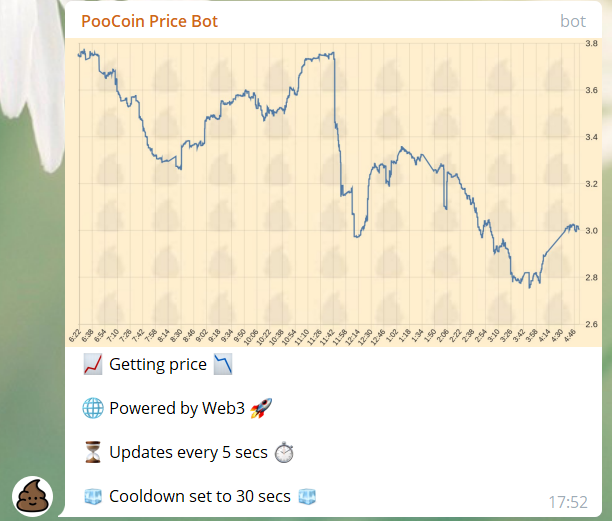 PooCoin Price Bot bot
3.8
3.6
3.4
3.2
3.0
2.8
2.6
6:22 6:38 6:54 7:10 7:26 7:42 7:58 8:14 8:30 8:46 9:02 9:18 9:34 9:50 10:06 10:22 10:38 10:54 11:10 11:26 11:42 11:58 12:14 12:30 12:46 1:02 1:18 1:34 1:50 2:06 2:22 2:38 2:54 3:10 3:26 3:42 3:58 4:14 4:30 4:46
📈 Getting price 📉
🌐 Powered by Web3 🚀
⏳ Updates every 5 secs ⏱
🧊 Cooldown set to 30 secs 🧊
17:52